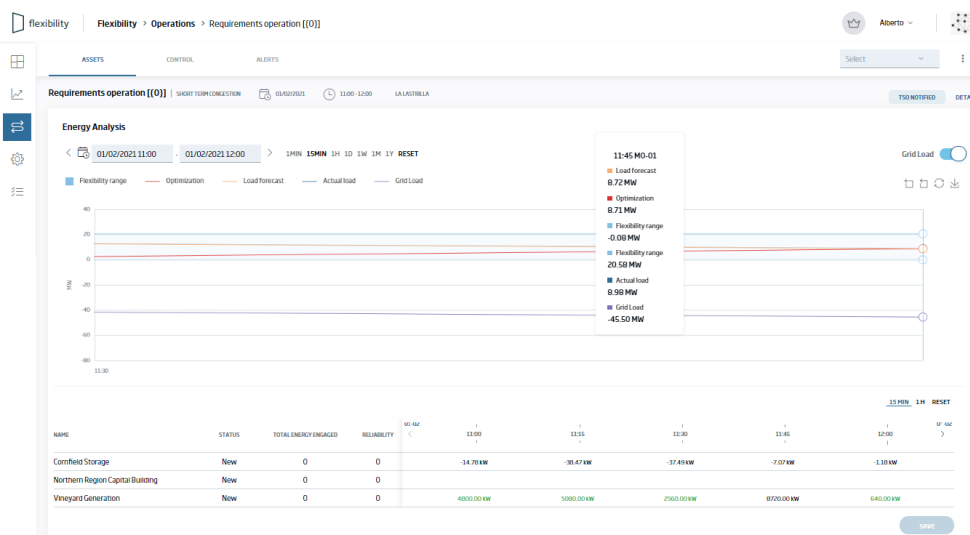 flexibility Flexibility > Operations > Requirements operation [{0}] Alberto
ASSETS CONTROL ALERTS Select
Requirements operation [{0}] | SHORT TERM CONGESTION 01/02/2021 11:00 - 12:00 LA LASTRILLA TSO NOTIFIED DETA
Energy Analysis
< 01/02/2021 11:00 - 01/02/2021 12:00 > 1MIN 15MIN 1H 1D 1W 1M 1Y RESET
Grid Load
Flexibility range Optimization Load forecast Actual load Grid Load
11:45 MO-01
Load forecast
8.72 MW
Optimization
8.71 MW
Flexibility range
-0.08 MW
Flexibility range
20.58 MW
Actual load
8.98 MW
Grid Load
-45.50 MW
40
20
0
-20
-40
-60
-80
MW
11:30
15 MIN 1 H RESET
NAME STATUS TOTAL ENERGY ENGAGED RELIABILITY 01-02 < 11:00 11:15 11:30 11:45 12:00 >
Cornfield Storage New 0 0 -14.78 kW -38.47 kW -37.49 kW -7.07 kW -1.18 kW
Northern Region Capital Building New 0 0
Vineyard Generation New 0 0 4800.00 kW 5080.00 kW 2560.00 kW 8720.00 kW 640.00 kW
SAVE